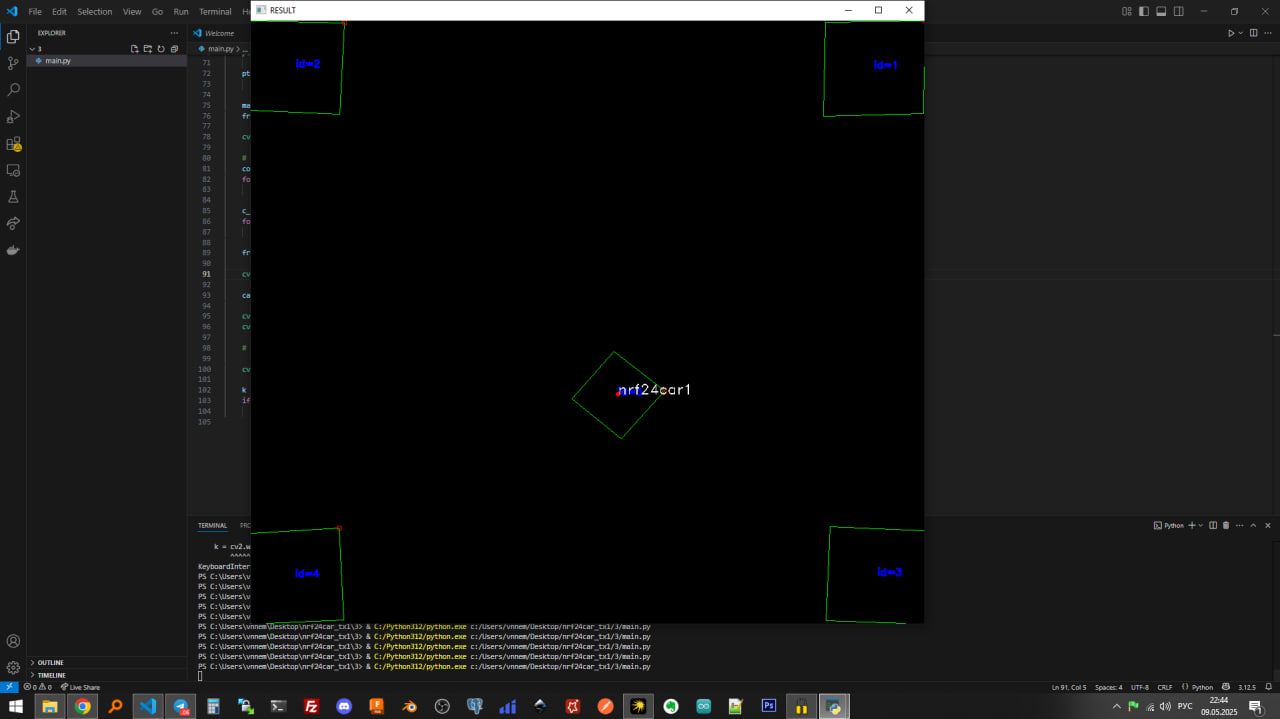 File Edit Selection View Go Run Terminal
RESULT
EXPLORER
3
main.py
Welcome
main.py > ...
71
72 pt
73
74
75 ma
76 fr
77
78 cv
79
80 #
81 co
82 fo
83
84
85 c_
86 fo
87
88
89 fr
90
91 cv
92
93 ca
94
95 cv
96 cv
97
98 #
99
100 cv
101
102 k
103 if
104
105
id=2
id=1
nrf24car1
id=4
id=3
TERMINAL
Python
k = cv2.w
^^^^^
KeyboardInter
PS C:\Users\v
PS C:\Users\v
PS C:\Users\v
PS C:\Users\v
PS C:\Users\v
PS C:\Users\vnnem\Desktop\nrf24car_tx1\3> & C:/Python312/python.exe c:/Users/vnnem/Desktop/nrf24car_tx1/3/main.py
PS C:\Users\vnnem\Desktop\nrf24car_tx1\3> & C:/Python312/python.exe c:/Users/vnnem/Desktop/nrf24car_tx1/3/main.py
PS C:\Users\vnnem\Desktop\nrf24car_tx1\3> & C:/Python312/python.exe c:/Users/vnnem/Desktop/nrf24car_tx1/3/main.py
PS C:\Users\vnnem\Desktop\nrf24car_tx1\3> & C:/Python312/python.exe c:/Users/vnnem/Desktop/nrf24car_tx1/3/main.py
PS C:\Users\vnnem\Desktop\nrf24car_tx1\3> & C:/Python312/python.exe c:/Users/vnnem/Desktop/nrf24car_tx1/3/main.py
OUTLINE
TIMELINE
0 0 Live Share
Ln 91, Col 5 Spaces: 4 UTF-8 CRLF Python 3.12.5
РУС
22:44
09.05.2025